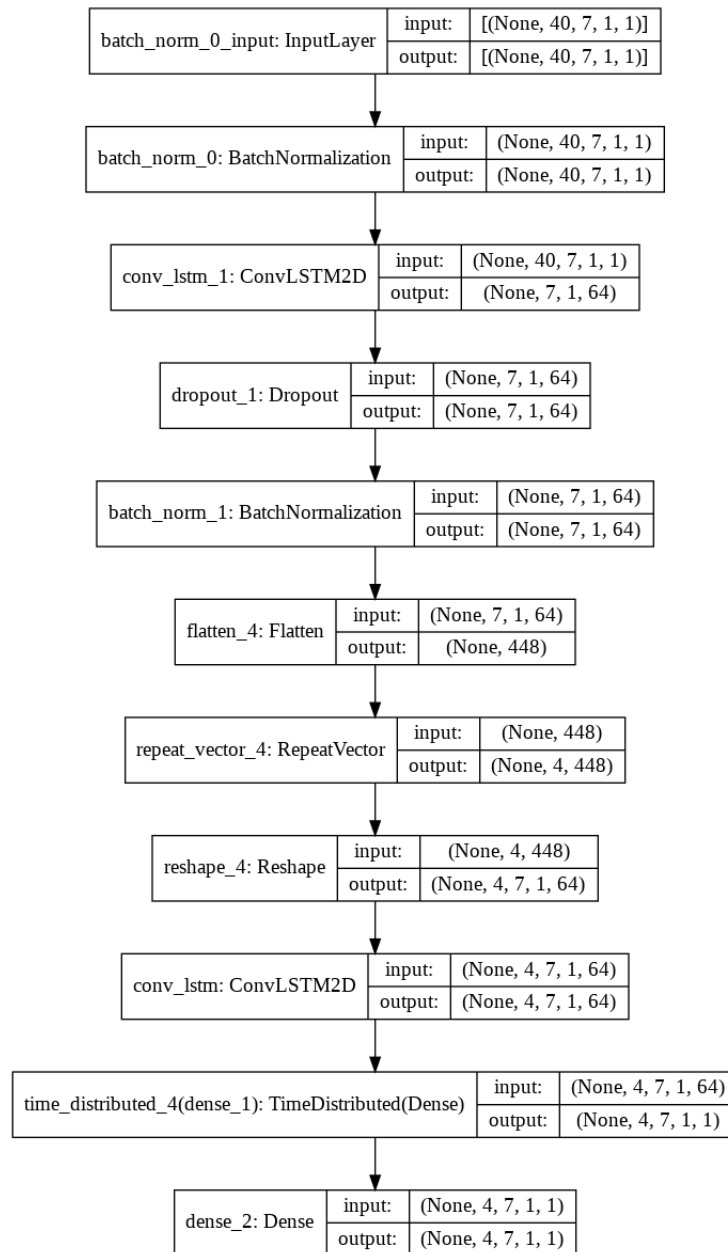 batch_norm_0_input: InputLayer
input: [(None, 40, 7, 1, 1)]
output: [(None, 40, 7, 1, 1)]
batch_norm_0: BatchNormalization
input: (None, 40, 7, 1, 1)
output: (None, 40, 7, 1, 1)
conv_lstm_1: ConvLSTM2D
input: (None, 40, 7, 1, 1)
output: (None, 7, 1, 64)
dropout_1: Dropout
input: (None, 7, 1, 64)
output: (None, 7, 1, 64)
batch_norm_1: BatchNormalization
input: (None, 7, 1, 64)
output: (None, 7, 1, 64)
flatten_4: Flatten
input: (None, 7, 1, 64)
output: (None, 448)
repeat_vector_4: RepeatVector
input: (None, 448)
output: (None, 4, 448)
reshape_4: Reshape
input: (None, 4, 448)
output: (None, 4, 7, 1, 64)
conv_lstm: ConvLSTM2D
input: (None, 4, 7, 1, 64)
output: (None, 4, 7, 1, 64)
time_distributed_4(dense_1): TimeDistributed(Dense)
input: (None, 4, 7, 1, 64)
output: (None, 4, 7, 1, 1)
dense_2: Dense
input: (None, 4, 7, 1, 1)
output: (None, 4, 7, 1, 1)